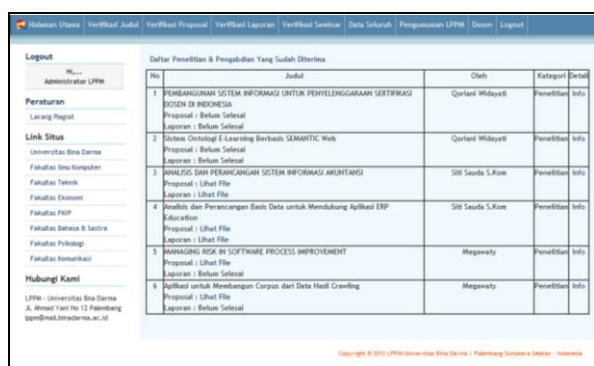 Halaman Utama Verifikasi Judul Verifikasi Proposal Verifikasi Laporan Verifikasi Seminar Data Seluruh Pengumuman LPPM Dosen Logout
Logout
Hi,...
Administrator LPPM
Peraturan
Larang Plagiat
Link Situs
Universitas Bina Darma
Fakultas Ilmu Komputer
Fakultas Teknik
Fakultas Ekonomi
Fakultas FKIP
Fakultas Bahasa & Sastra
Fakultas Psikologi
Fakultas Komunikasi
Hubungi Kami
LPPM - Universitas Bina Darma
JL. Ahmad Yani No 12 Palembang
lppm@mail.binadarma.ac.id
Daftar Penelitian & Pengabdian Yang Sudah Diterima
No Judul Oleh Kategori Detail
1 PEMBANGUNAN SISTEM INFORMASI UNTUK PENYELENGGARAAN SERTIFIKASI Qoriani Widayati Penelitian Info
DOSEN DI INDONESIA
Proposal : Belum Selesai
Laporan : Belum Selesai
2 Sistem Ontologi E-Learning Berbasis SEMANTIC Web Qoriani Widayati Penelitian Info
Proposal : Belum Selesai
Laporan : Belum Selesai
3 ANALISIS DAN PERANCANGAN SISTEM INFORMASI AKUNTANSI Siti Sauda S.Kom Penelitian Info
Proposal : Lihat File
Laporan : Lihat File
4 Analisis dan Perancangan Basis Data untuk Mendukung Aplikasi ERP Siti Sauda S.Kom Penelitian Info
Education
Proposal : Lihat File
Laporan : Lihat File
5 MANAGING RISK IN SOFTWARE PROCESS IMPROVEMENT Megawaty Penelitian Info
Proposal : Lihat File
Laporan : Belum Selesai
6 Aplikasi untuk Membangun Corpus dari Data Hasil Crawling Megawaty Penelitian Info
Proposal : Lihat File
Laporan : Belum Selesai
Copyright © 2012 LPPM Universitas Bina Darma | Palembang Sumatera Selatan - Indonesia